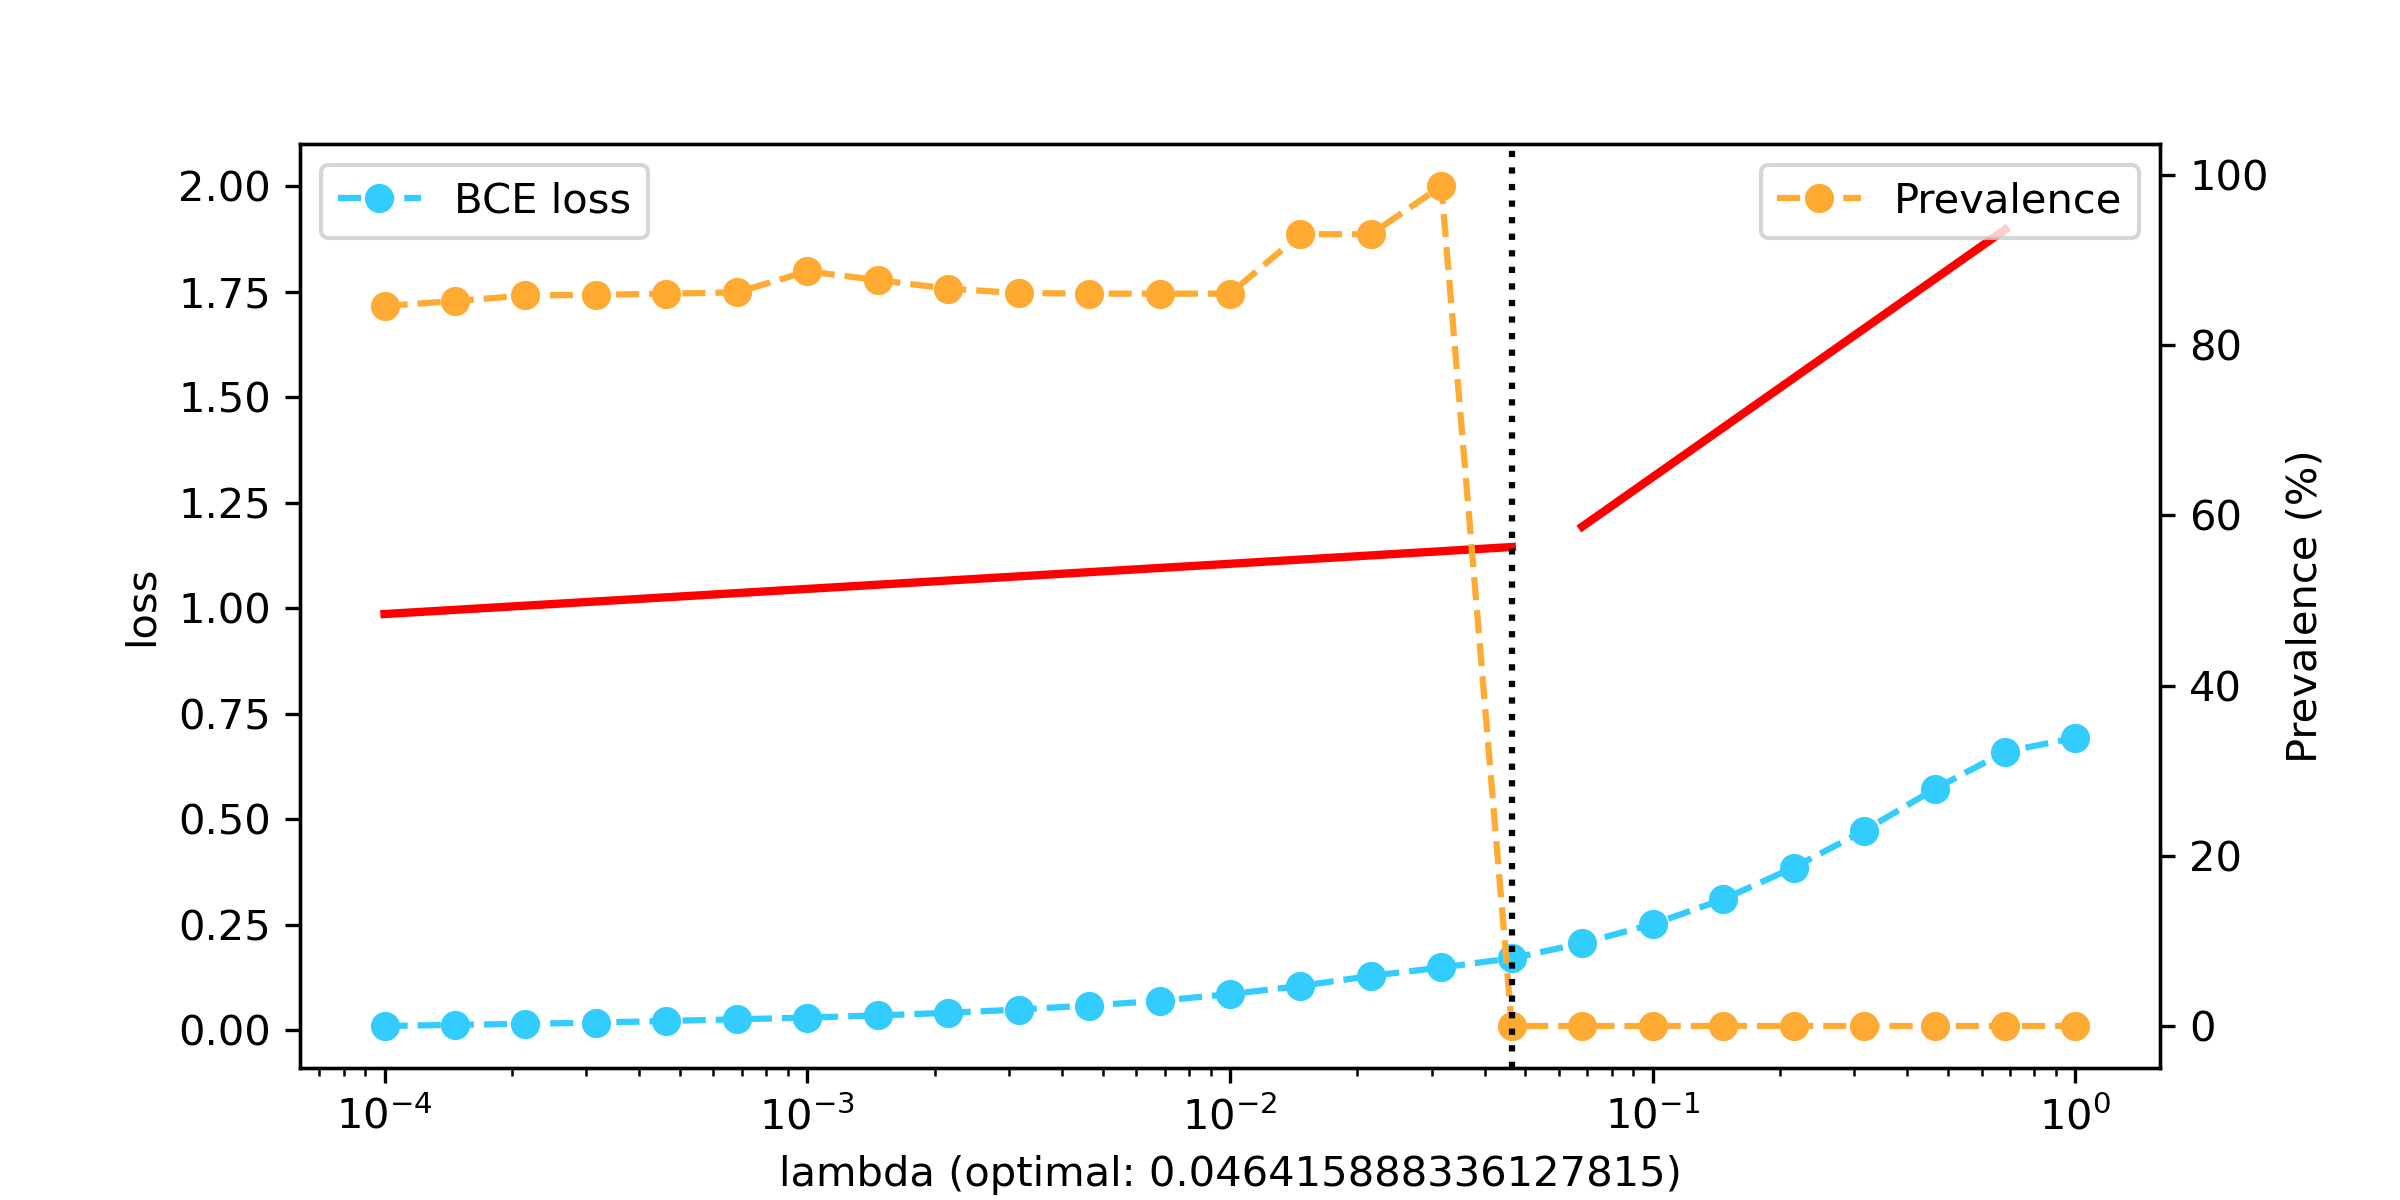 BCE loss
Prevalence
2.00
1.75
1.50
1.25
1.00
0.75
0.50
0.25
0.00
loss
100
80
60
40
20
0
Prevalence (%)
10⁻⁴ 10⁻³ 10⁻² 10⁻¹ 10⁰
lambda (optimal: 0.046415888336127815)